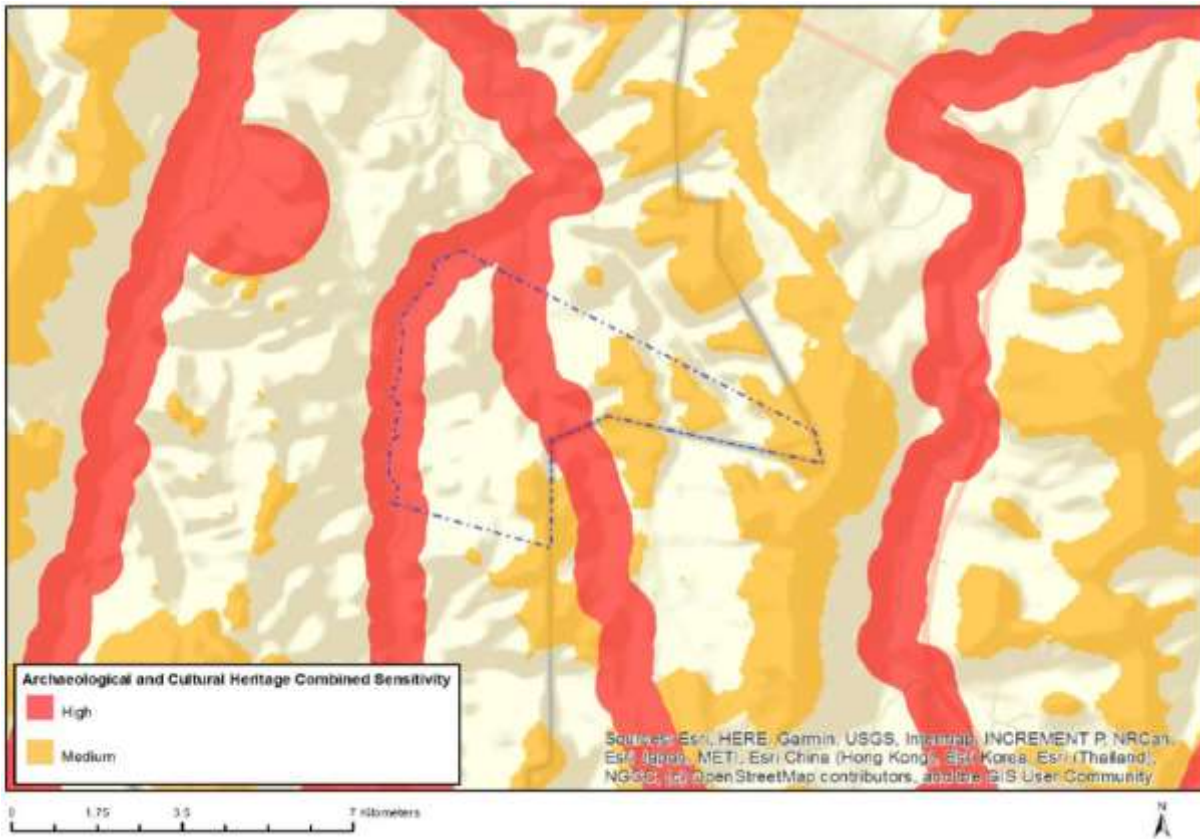 Archaeological and Cultural Heritage Combined Sensitivity
High
Medium
Sources: Esri, HERE, Garmin, USGS, Intermap, INCREMENT P, NRCan,
Esri Japan, METI, Esri China (Hong Kong), Esri Korea, Esri (Thailand),
NGCC, (c) OpenStreetMap contributors, and the GIS User Community
0 1.75 3.5 7 Kilometers
N